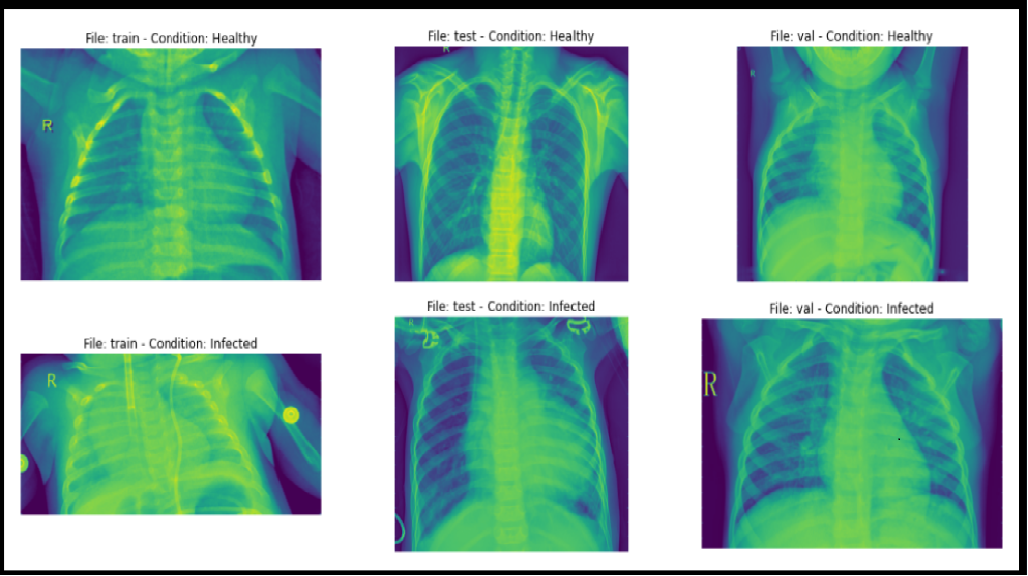 File: train - Condition: Healthy
File: test - Condition: Healthy
File: val - Condition: Healthy
R
R
R
File: train - Condition: Infected
File: test - Condition: Infected
File: val - Condition: Infected
R
R
R